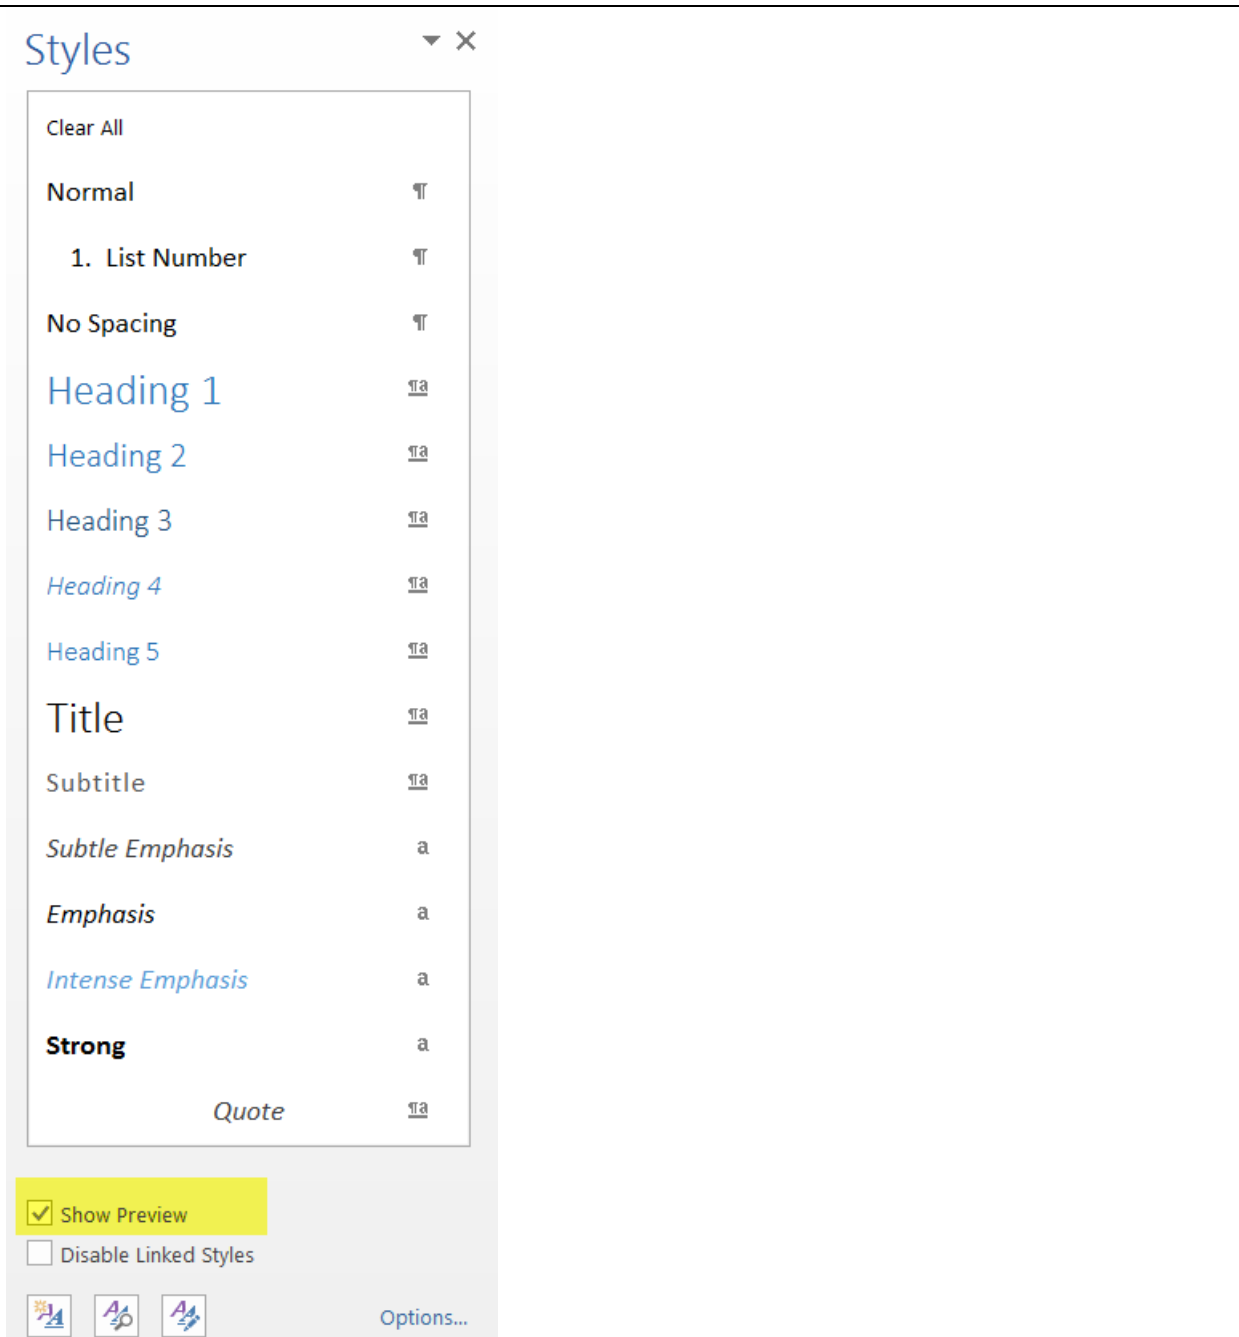 Styles
Clear All
Normal ¶
1. List Number ¶
No Spacing ¶
Heading 1 ¶a
Heading 2 ¶a
Heading 3 ¶a
Heading 4 ¶a
Heading 5 ¶a
Title ¶a
Subtitle ¶a
Subtle Emphasis a
Emphasis a
Intense Emphasis a
Strong a
Quote ¶a
Show Preview
Disable Linked Styles
Options...